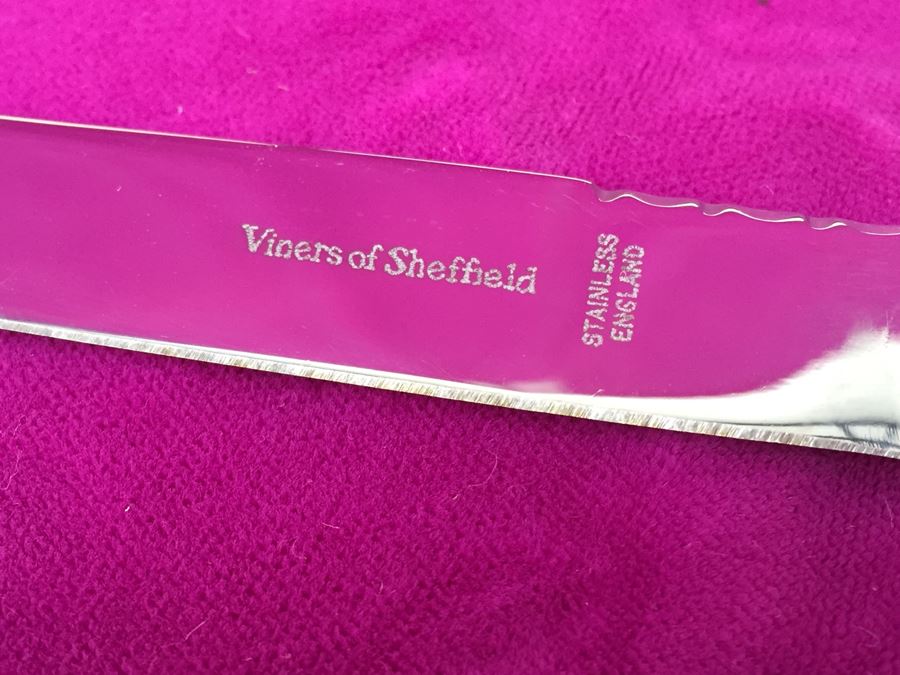 Viners of Sheffield
STAINLESS
ENGLAND